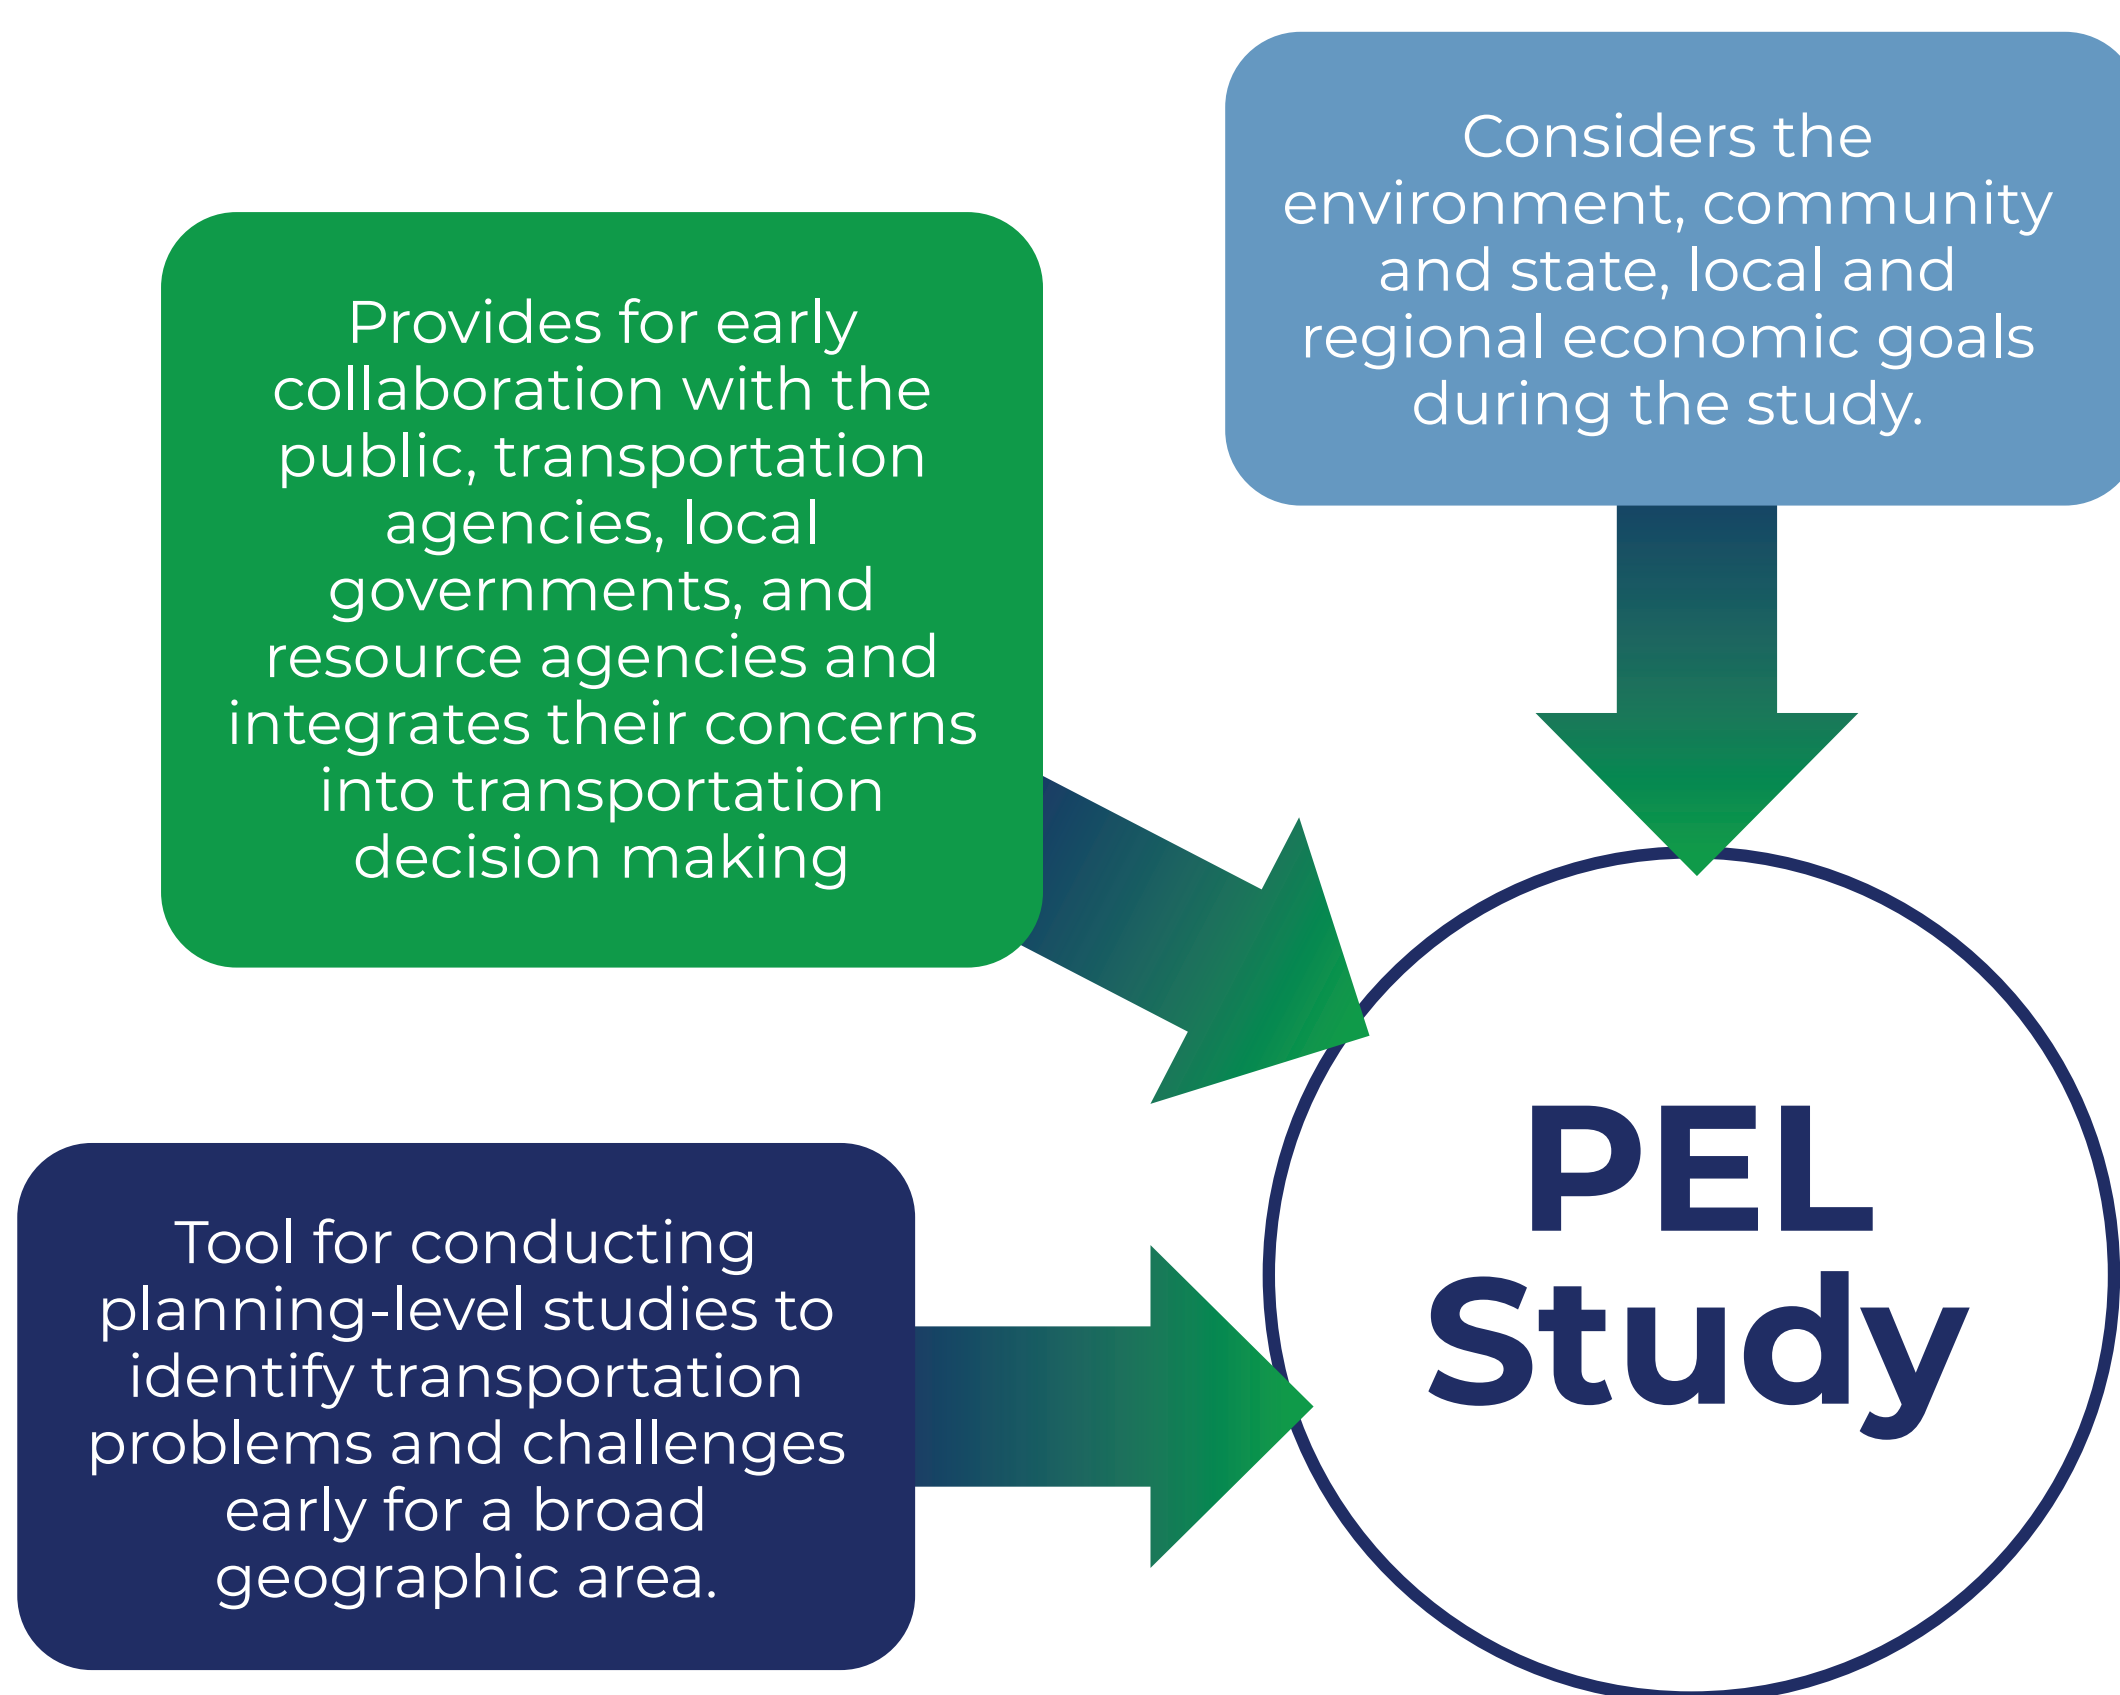 Considers the
environment, community
and state, local and
regional economic goals
during the study.
Provides for early
collaboration with the
public, transportation
agencies, local
governments, and
resource agencies and
integrates their concerns
into transportation
decision making
Tool for conducting
planning-level studies to
identify transportation
problems and challenges
early for a broad
geographic area.
PEL
Study